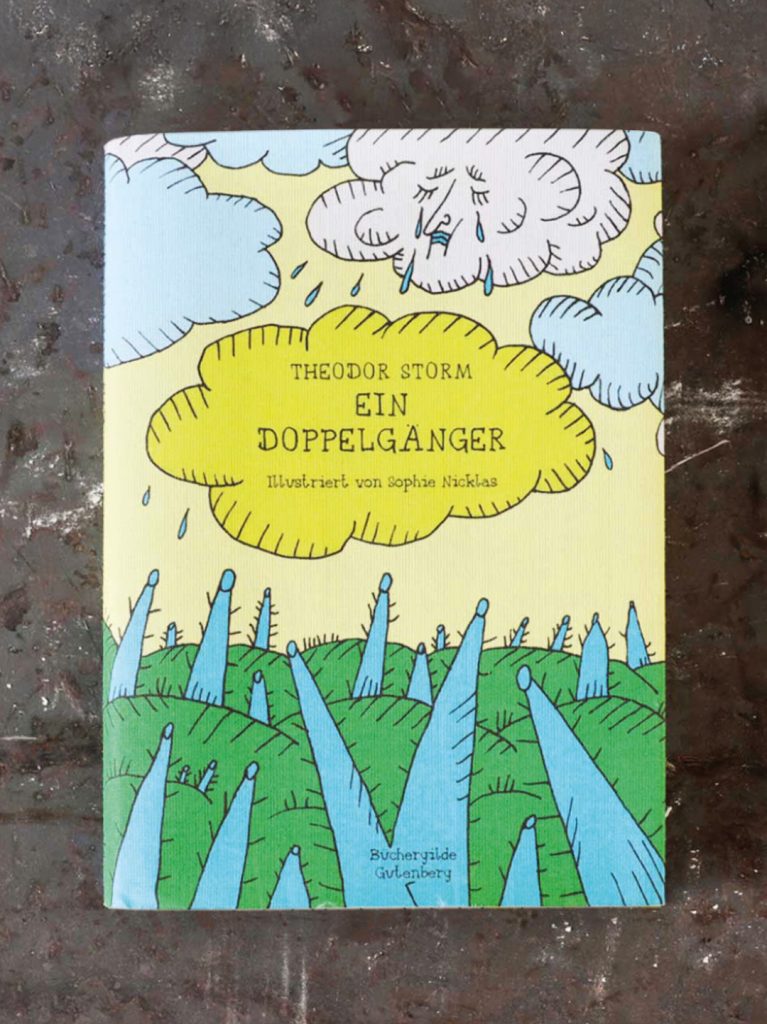 THEODOR STORM
EIN
DOPPELGÄNGER
Illustriert von Sophie Nicklas
Büchergilde
Gutenberg